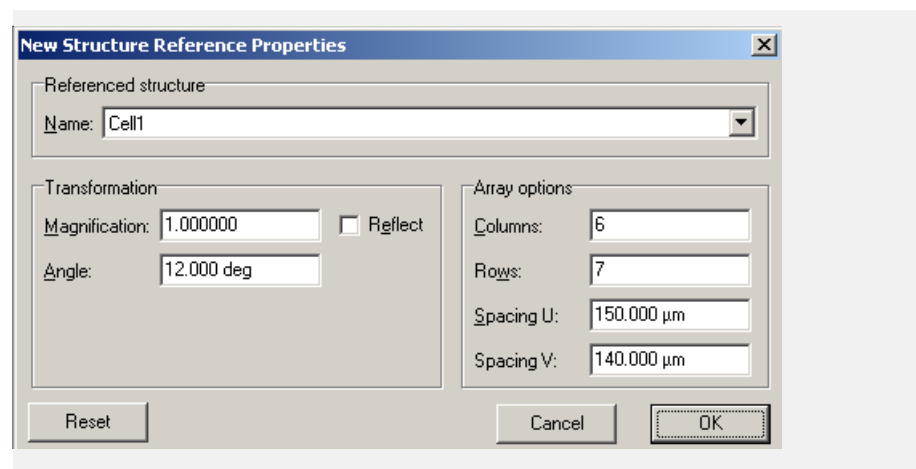 New Structure Reference Properties
Referenced structure
Name: Cell1
Transformation
Magnification: 1.000000 Reflect
Angle: 12.000 deg
Array options
Columns: 6
Rows: 7
Spacing U: 150.000 µm
Spacing V: 140.000 µm
Reset Cancel OK